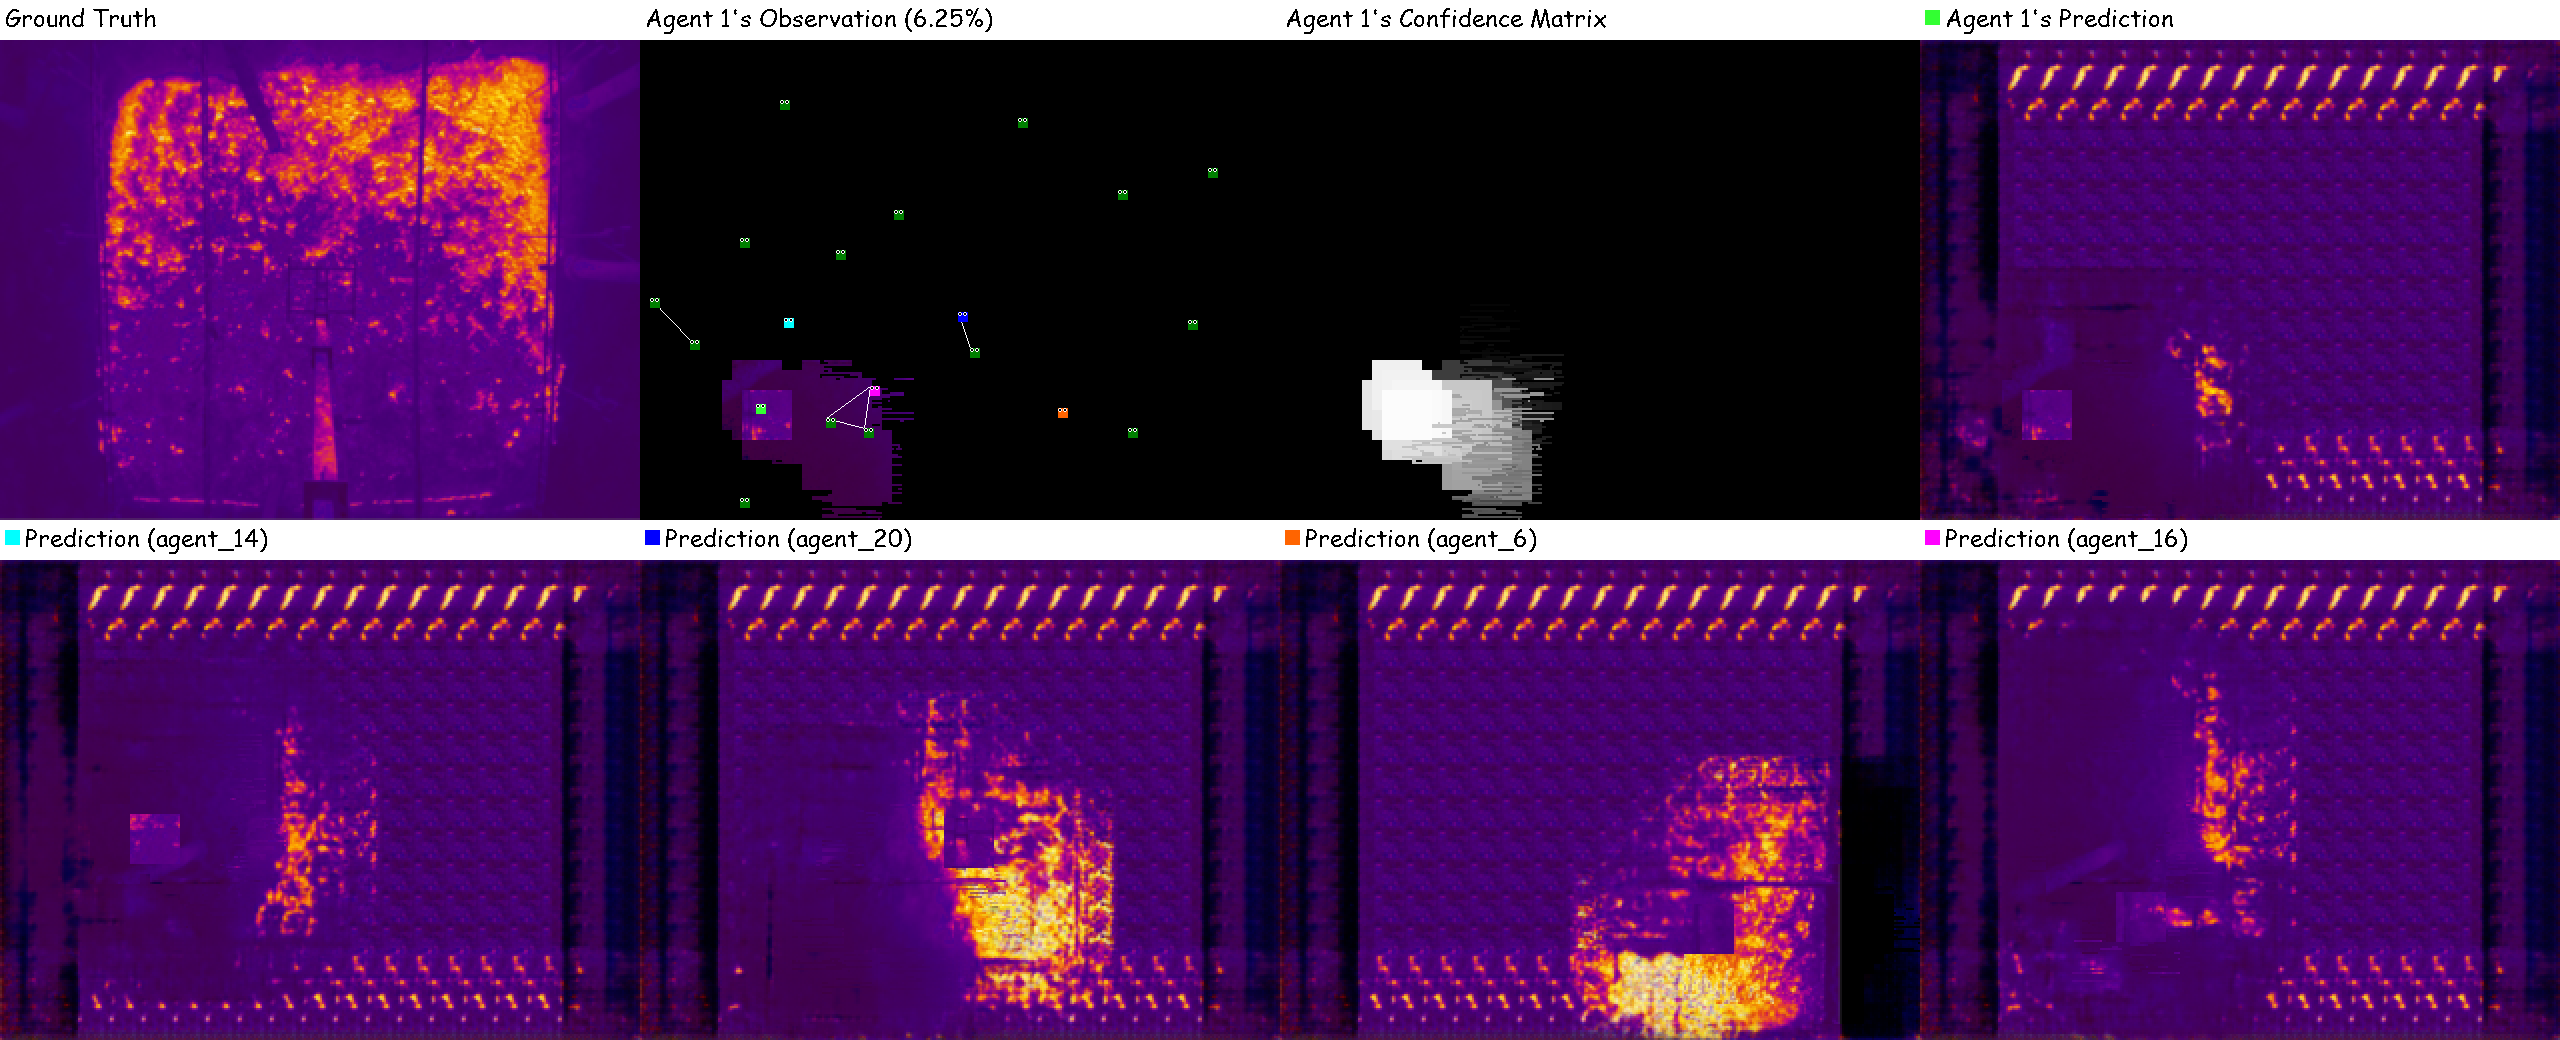 Ground Truth
Agent 1's Observation (6.25%)
Agent 1's Confidence Matrix
Agent 1's Prediction
Prediction (agent_14)
Prediction (agent_20)
Prediction (agent_6)
Prediction (agent_16)